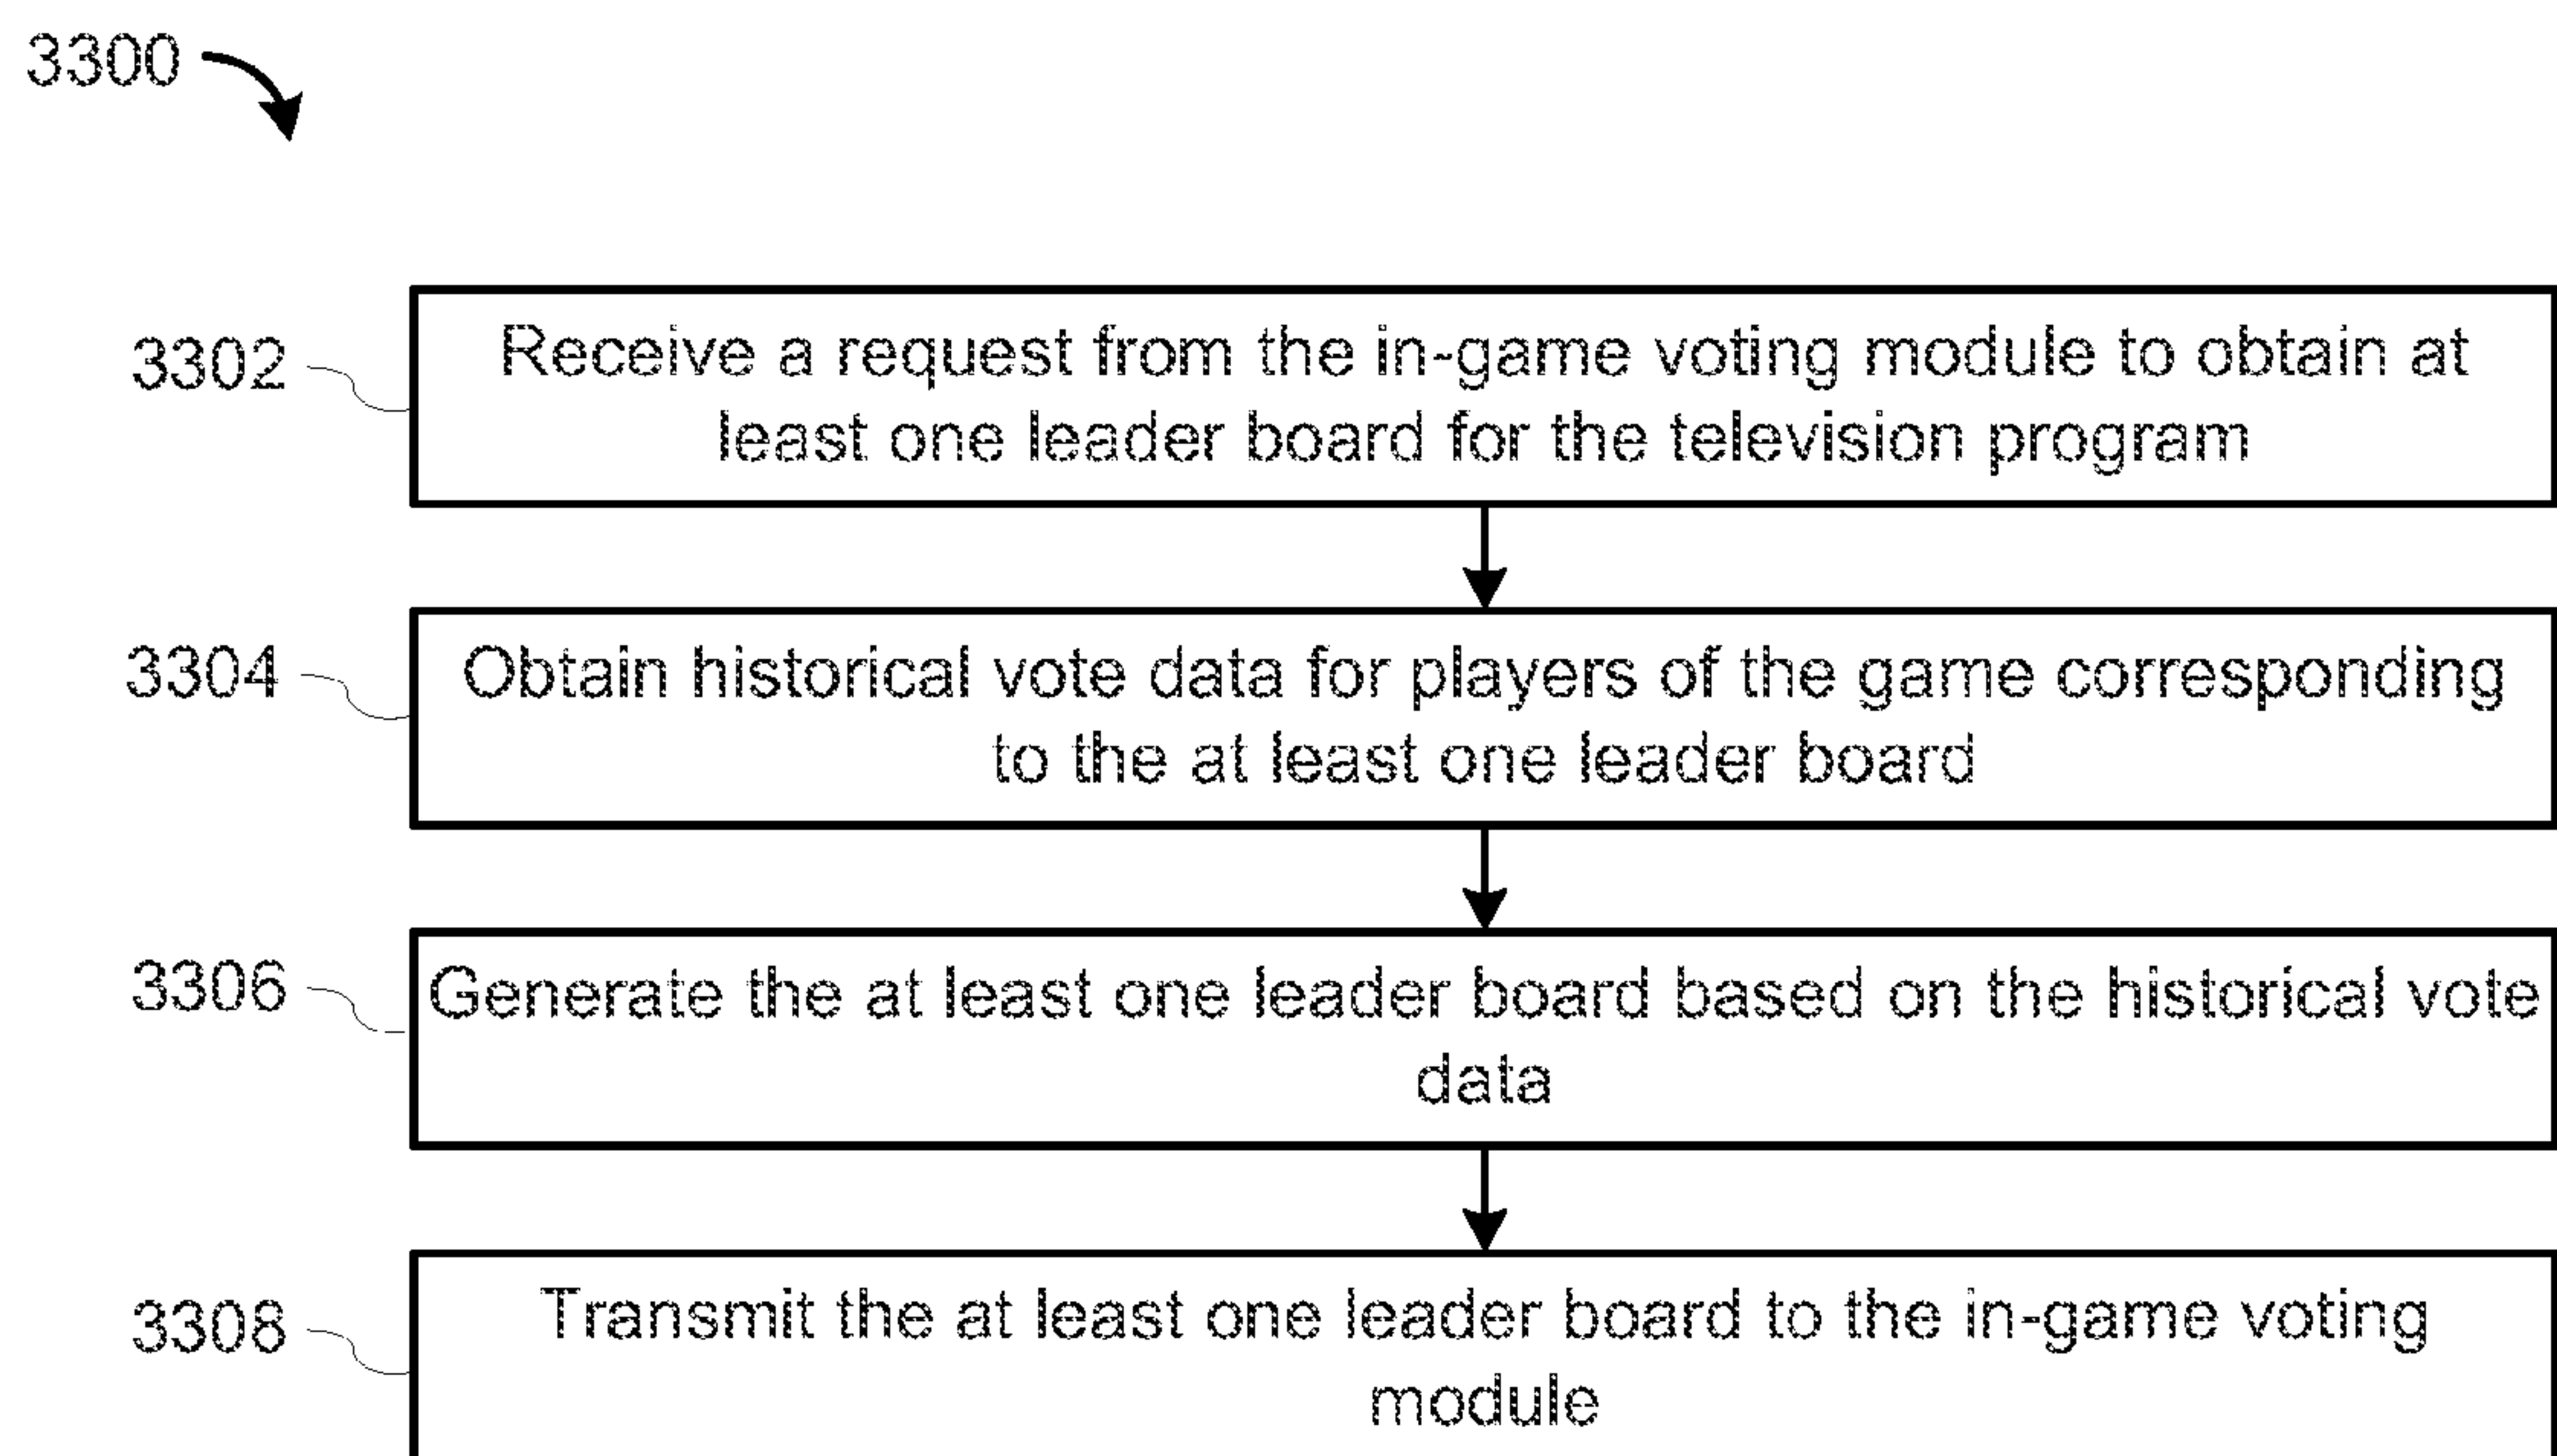 3300
3302
Receive a request from the in-game voting module to obtain at
least one leader board for the television program
3304
Obtain historical vote data for players of the game corresponding
to the at least one leader board
3306
Generate the at least one leader board based on the historical vote
data
3308
Transmit the at least one leader board to the in-game voting
module